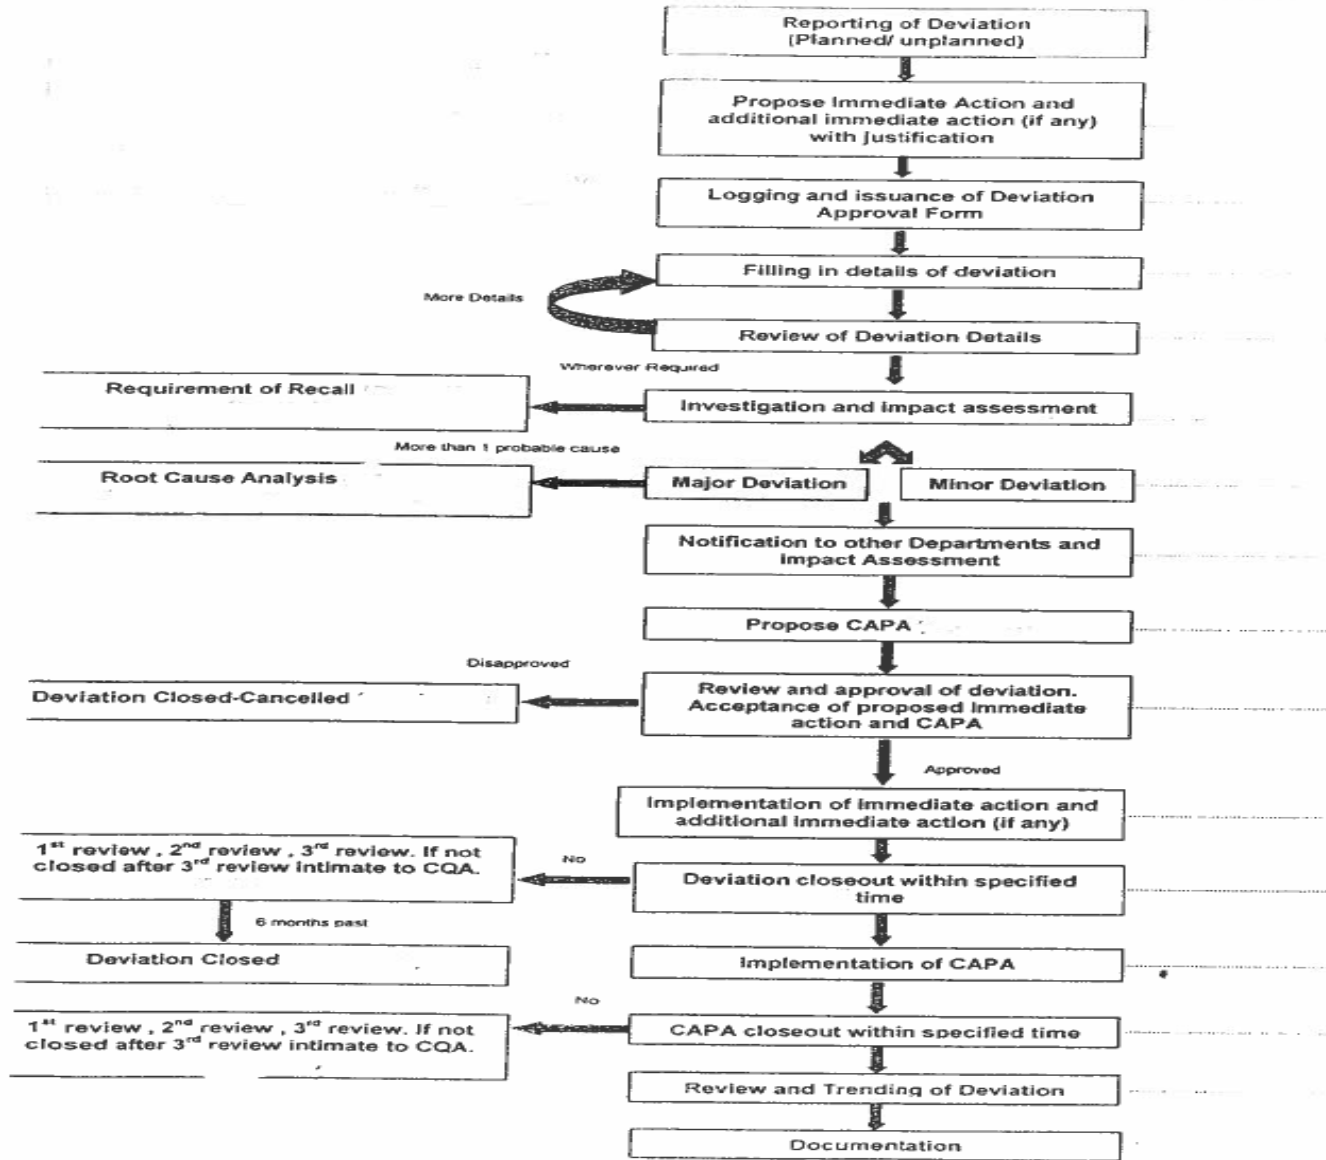 Reporting of Deviation
(Planned/ unplanned)
Propose Immediate Action and
additional immediate action (if any)
with justification
Logging and issuance of Deviation
Approval Form
Filling in details of deviation
More Details
Review of Deviation Details
Wherever Required
Requirement of Recall
Investigation and impact assessment
More than 1 probable cause
Root Cause Analysis
Major Deviation
Minor Deviation
Notification to other Departments and
Impact Assessment
Propose CAPA
Disapproved
Deviation Closed-Cancelled
Review and approval of deviation.
Acceptance of proposed Immediate
action and CAPA
Approved
Implementation of immediate action and
additional immediate action (if any)
1st review , 2nd review , 3rd review. If not
closed after 3rd review intimate to CQA.
No
Deviation closeout within specified
time
6 months past
Deviation Closed
Implementation of CAPA
No
1st review , 2nd review , 3rd review. If not
closed after 3rd review intimate to CQA.
CAPA closeout within specified time
Review and Trending of Deviation
Documentation